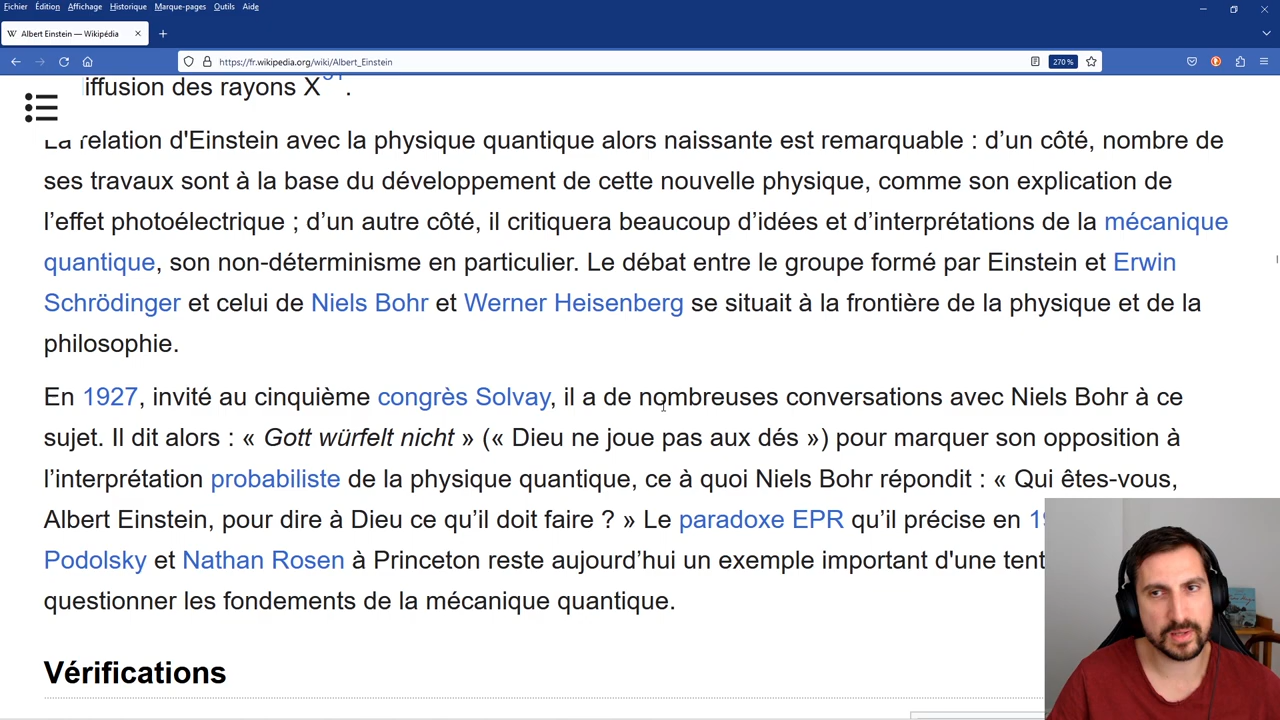 Fichier Édition Affichage Historique Marque-pages Outils Aide
W Albert Einstein — Wikipédia
https://fr.wikipedia.org/wiki/Albert_Einstein
270 %
iffusion des rayons X .
La relation d'Einstein avec la physique quantique alors naissante est remarquable : d’un côté, nombre de
ses travaux sont à la base du développement de cette nouvelle physique, comme son explication de
l’effet photoélectrique ; d’un autre côté, il critiquera beaucoup d’idées et d’interprétations de la mécanique
quantique, son non-déterminisme en particulier. Le débat entre le groupe formé par Einstein et Erwin
Schrödinger et celui de Niels Bohr et Werner Heisenberg se situait à la frontière de la physique et de la
philosophie.
En 1927, invité au cinquième congrès Solvay, il a de nombreuses conversations avec Niels Bohr à ce
sujet. Il dit alors : « Gott würfelt nicht » (« Dieu ne joue pas aux dés ») pour marquer son opposition à
l’interprétation probabiliste de la physique quantique, ce à quoi Niels Bohr répondit : « Qui êtes-vous,
Albert Einstein, pour dire à Dieu ce qu’il doit faire ? » Le paradoxe EPR qu’il précise en
Podolsky et Nathan Rosen à Princeton reste aujourd’hui un exemple important d'une tent
questionner les fondements de la mécanique quantique.
Vérifications